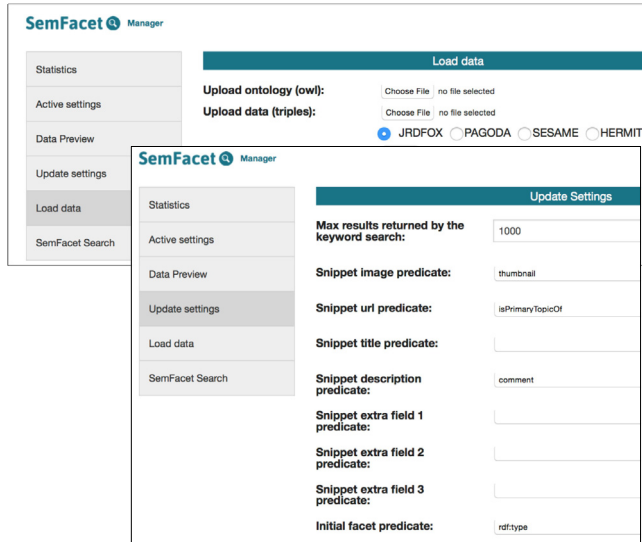 SemFacet Manager
Load data
Statistics
Upload ontology (owl): Choose File no file selected
Active settings
Upload data (triples): Choose File no file selected
Data Preview
JRDFOX PAGODA SESAME HERMIT
Update settings
Load data
SemFacet Search
SemFacet Manager
Update Settings
Statistics
Max results returned by the
keyword search: 1000
Active settings
Data Preview
Snippet image predicate: thumbnail
Update settings
Snippet url predicate: isPrimaryTopicOf
Load data
Snippet title predicate:
SemFacet Search
Snippet description
predicate: comment
Snippet extra field 1
predicate:
Snippet extra field 2
predicate:
Snippet extra field 3
predicate:
Initial facet predicate: rdf:type